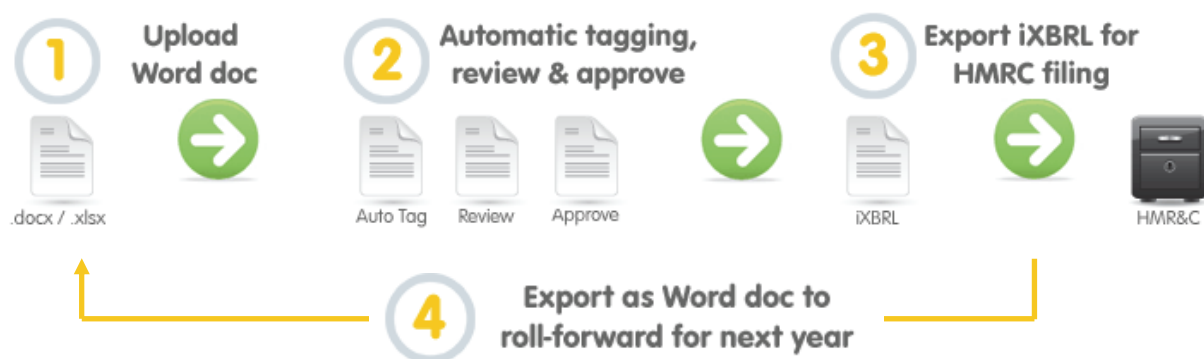 1
Upload
Word doc
2
Automatic tagging,
review & approve
3
Export iXBRL for
HMRC filing
.docx / .xlsx
Auto Tag
Review
Approve
iXBRL
HMR&C
4
Export as Word doc to
roll-forward for next year